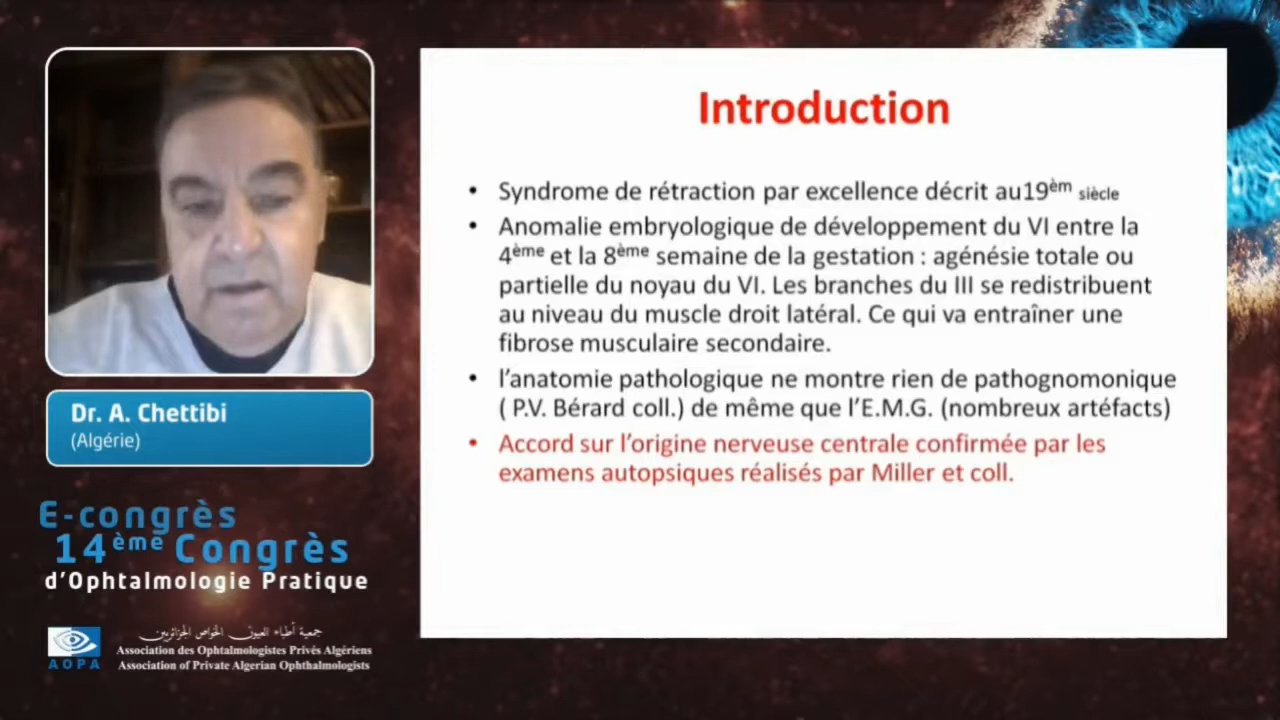 Introduction
• Syndrome de rétraction par excellence décrit au19èm siècle
• Anomalie embryologique de développement du VI entre la
4ème et la 8ème semaine de la gestation : agénésie totale ou
partielle du noyau du VI. Les branches du III se redistribuent
au niveau du muscle droit latéral. Ce qui va entraîner une
fibrose musculaire secondaire.
• l’anatomie pathologique ne montre rien de pathognomonique
( P.V. Bérard coll.) de même que l’E.M.G. (nombreux artéfacts)
• Accord sur l’origine nerveuse centrale confirmée par les
examens autopsiques réalisés par Miller et coll.
Dr. A. Chettibi
(Algérie)
E-congrès
14ème Congrès
d’Ophtalmologie Pratique
AOPA
جمعية أطباء العيون الخواص الجزائريين
Association des Ophtalmologistes Privés Algériens
Association of Private Algerian Ophthalmologists